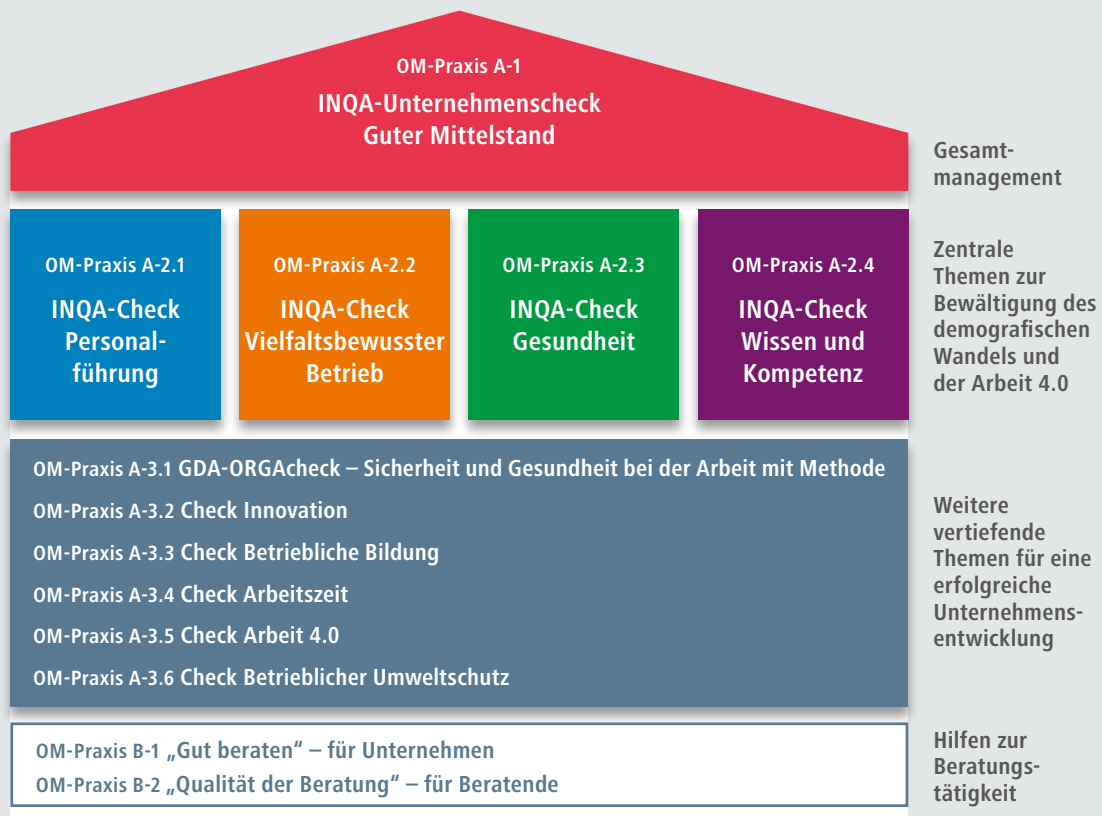 OM-Praxis A-1
INQA-Unternehmenscheck
Guter Mittelstand
Gesamt-
management
OM-Praxis A-2.1
INQA-Check
Personal-
führung
OM-Praxis A-2.2
INQA-Check
Vielfaltsbewusster
Betrieb
OM-Praxis A-2.3
INQA-Check
Gesundheit
OM-Praxis A-2.4
INQA-Check
Wissen und
Kompetenz
Zentrale
Themen zur
Bewältigung des
demografischen
Wandels und
der Arbeit 4.0
OM-Praxis A-3.1 GDA-ORGAcheck – Sicherheit und Gesundheit bei der Arbeit mit Methode
OM-Praxis A-3.2 Check Innovation
OM-Praxis A-3.3 Check Betriebliche Bildung
OM-Praxis A-3.4 Check Arbeitszeit
OM-Praxis A-3.5 Check Arbeit 4.0
OM-Praxis A-3.6 Check Betrieblicher Umweltschutz
Weitere
vertiefende
Themen für eine
erfolgreiche
Unternehmens-
entwicklung
OM-Praxis B-1 „Gut beraten“ – für Unternehmen
OM-Praxis B-2 „Qualität der Beratung“ – für Beratende
Hilfen zur
Beratungs-
tätigkeit